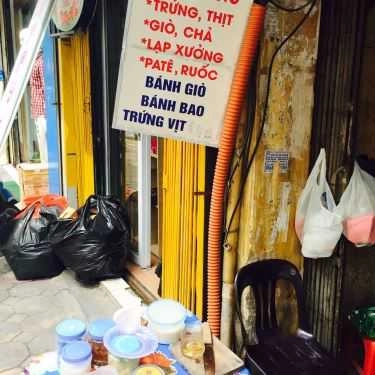 *TRỨNG, THỊT
*GIÒ, CHẢ
*LẠP XƯỞNG
*PATÊ, RUỐC
BÁNH GIÒ
BÁNH BAO
TRỨNG VỊT